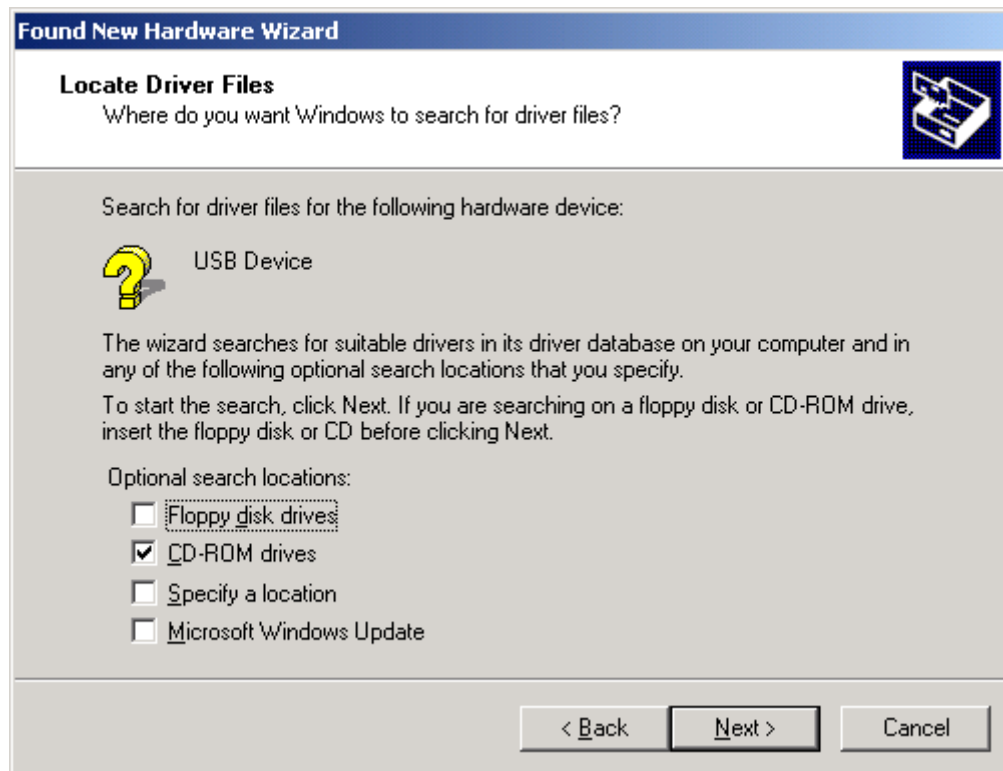 Found New Hardware Wizard
Locate Driver Files
Where do you want Windows to search for driver files?
Search for driver files for the following hardware device:
USB Device
The wizard searches for suitable drivers in its driver database on your computer and in
any of the following optional search locations that you specify.
To start the search, click Next. If you are searching on a floppy disk or CD-ROM drive,
insert the floppy disk or CD before clicking Next.
Optional search locations:
Floppy disk drives
CD-ROM drives
Specify a location
Microsoft Windows Update
< Back Next > Cancel